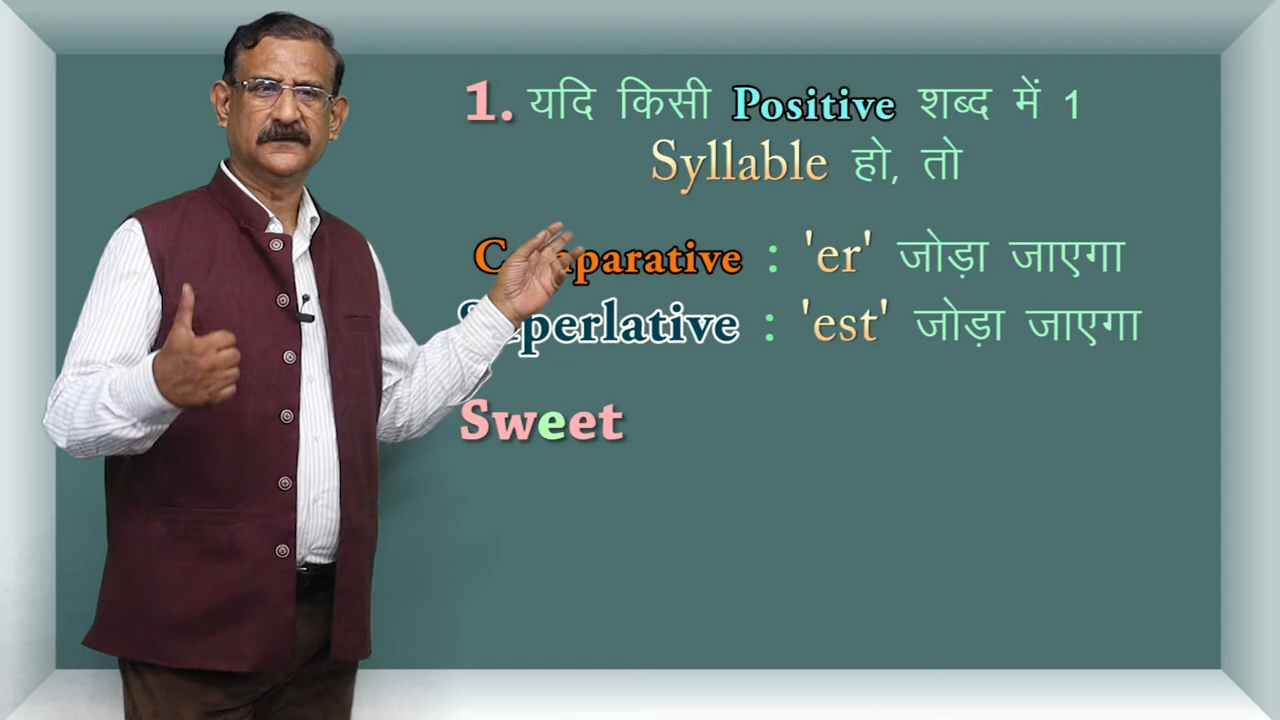 1. यदि किसी Positive शब्द में 1
Syllable हो, तो
Comparative : 'er' जोड़ा जाएगा
Superlative : 'est' जोड़ा जाएगा
Sweet